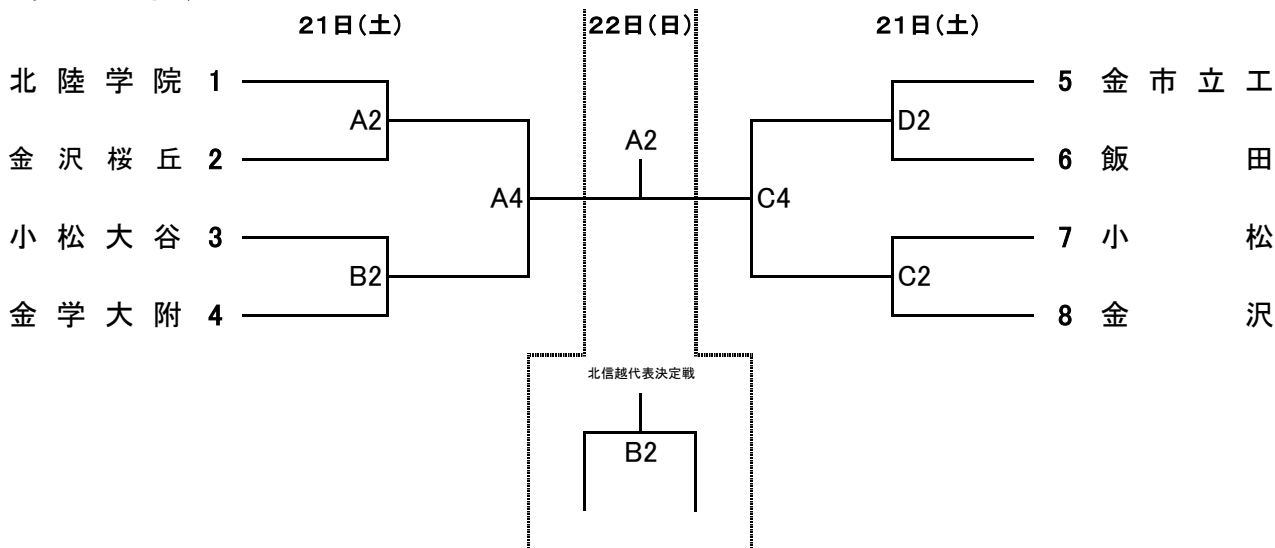 21日(土) 22日(日) 21日(土)
北陸学院 1
5 金市立工
A2
D2
A2
金沢桜丘 2
6 飯田
A4
C4
小松大谷 3
7 小松
B2
C2
金学大附 4
8 金沢
北信越代表決定戦
B2